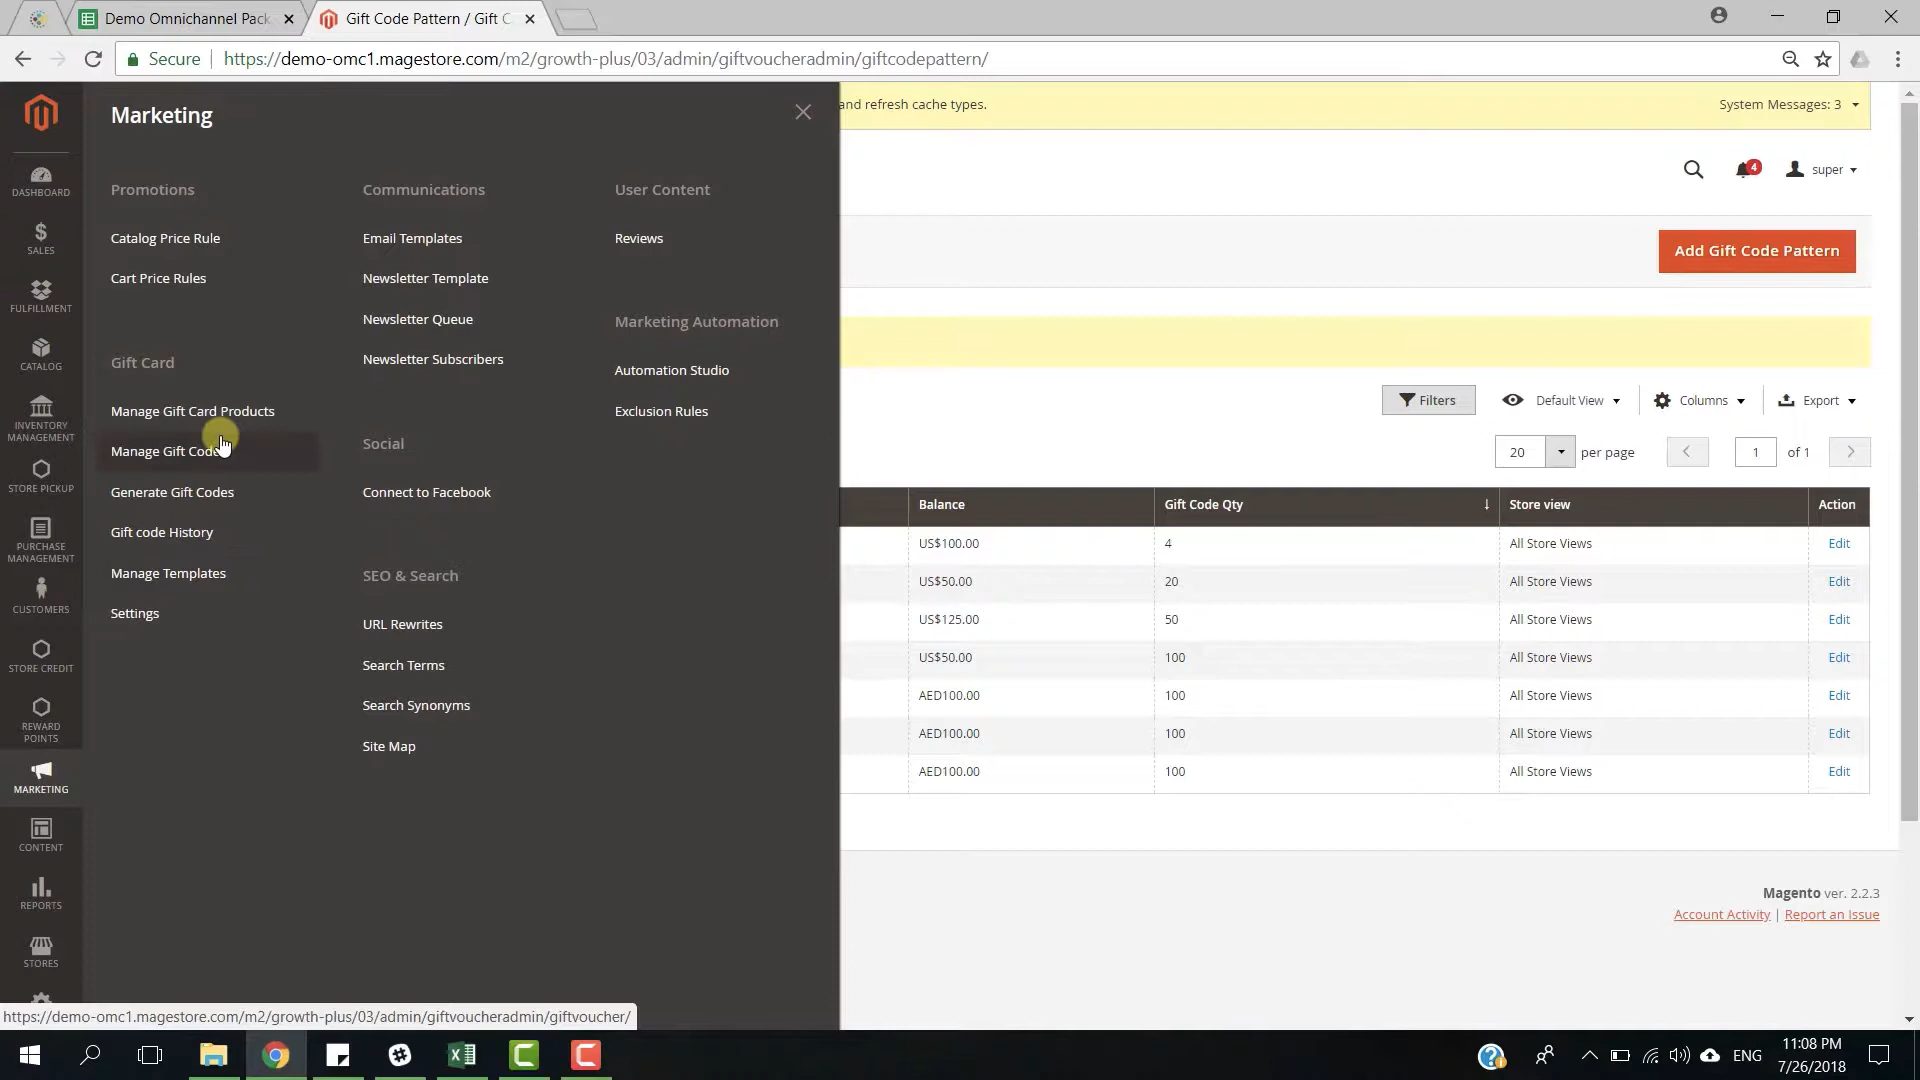 Demo Omnichannel Pack
Gift Code Pattern / Gift C
Secure
https://demo-omc1.magestore.com/m2/growth-plus/03/admin/giftvoucheradmin/giftcodepattern/
DASHBOARD
SALES
FULFILLMENT
CATALOG
INVENTORY
MANAGEMENT
STORE PICKUP
PURCHASE
MANAGEMENT
CUSTOMERS
STORE CREDIT
REWARD
POINTS
MARKETING
CONTENT
REPORTS
STORES
Marketing
Promotions
Catalog Price Rule
Cart Price Rules
Gift Card
Manage Gift Card Products
Manage Gift Code
Generate Gift Codes
Gift code History
Manage Templates
Settings
Communications
Email Templates
Newsletter Template
Newsletter Queue
Newsletter Subscribers
Social
Connect to Facebook
SEO & Search
URL Rewrites
Search Terms
Search Synonyms
Site Map
User Content
Reviews
Marketing Automation
Automation Studio
Exclusion Rules
and refresh cache types.
System Messages: 3
4
super
Add Gift Code Pattern
Filters
Default View
Columns
Export
20
per page
1
of 1
Balance Gift Code Qty ↓ Store view Action
US$100.00 4 All Store Views Edit
US$50.00 20 All Store Views Edit
US$125.00 50 All Store Views Edit
US$50.00 100 All Store Views Edit
AED100.00 100 All Store Views Edit
AED100.00 100 All Store Views Edit
AED100.00 100 All Store Views Edit
Magento ver. 2.2.3
Account Activity | Report an Issue
https://demo-omc1.magestore.com/m2/growth-plus/03/admin/giftvoucheradmin/giftvoucher/
ENG
11:08 PM
7/26/2018